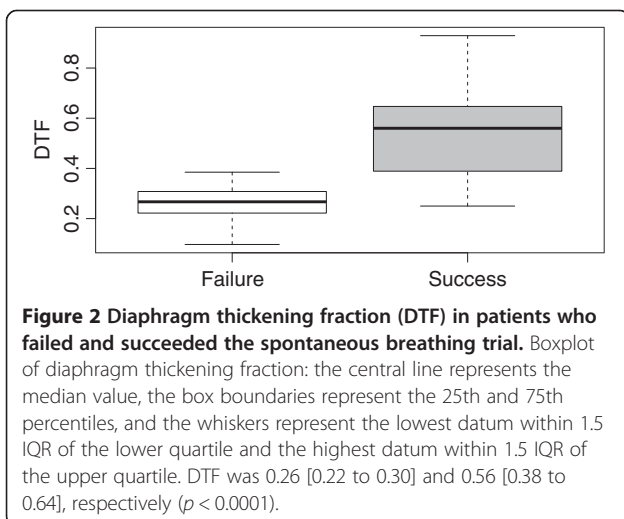 0.8
0.6
DTF
0.4
0.2
Failure Success
Figure 2 Diaphragm thickening fraction (DTF) in patients who
failed and succeeded the spontaneous breathing trial. Boxplot
of diaphragm thickening fraction: the central line represents the
median value, the box boundaries represent the 25th and 75th
percentiles, and the whiskers represent the lowest datum within 1.5
IQR of the lower quartile and the highest datum within 1.5 IQR of
the upper quartile. DTF was 0.26 [0.22 to 0.30] and 0.56 [0.38 to
0.64], respectively (p < 0.0001).